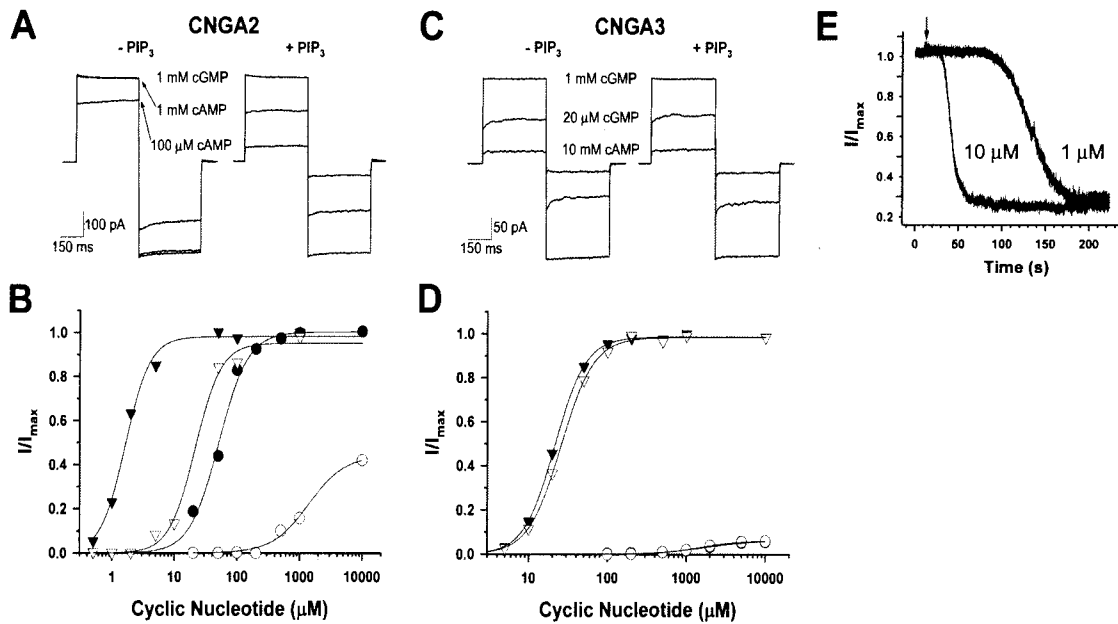 A
CNGA2
- PIP3
+ PIP3
1 mM cGMP
1 mM cAMP
100 μM cAMP
100 pA
150 ms
C
CNGA3
- PIP3
+ PIP3
1 mM cGMP
20 μM cGMP
10 mM cAMP
50 pA
150 ms
E
I/Imax
1.0
0.8
0.6
0.4
0.2
10 μM
1 μM
0 50 100 150 200
Time (s)
B
I/Imax
1.0
0.8
0.6
0.4
0.2
0.0
1 10 100 1000 10000
Cyclic Nucleotide (μM)
D
I/Imax
1.0
0.8
0.6
0.4
0.2
0.0
10 100 1000 10000
Cyclic Nucleotide (μM)